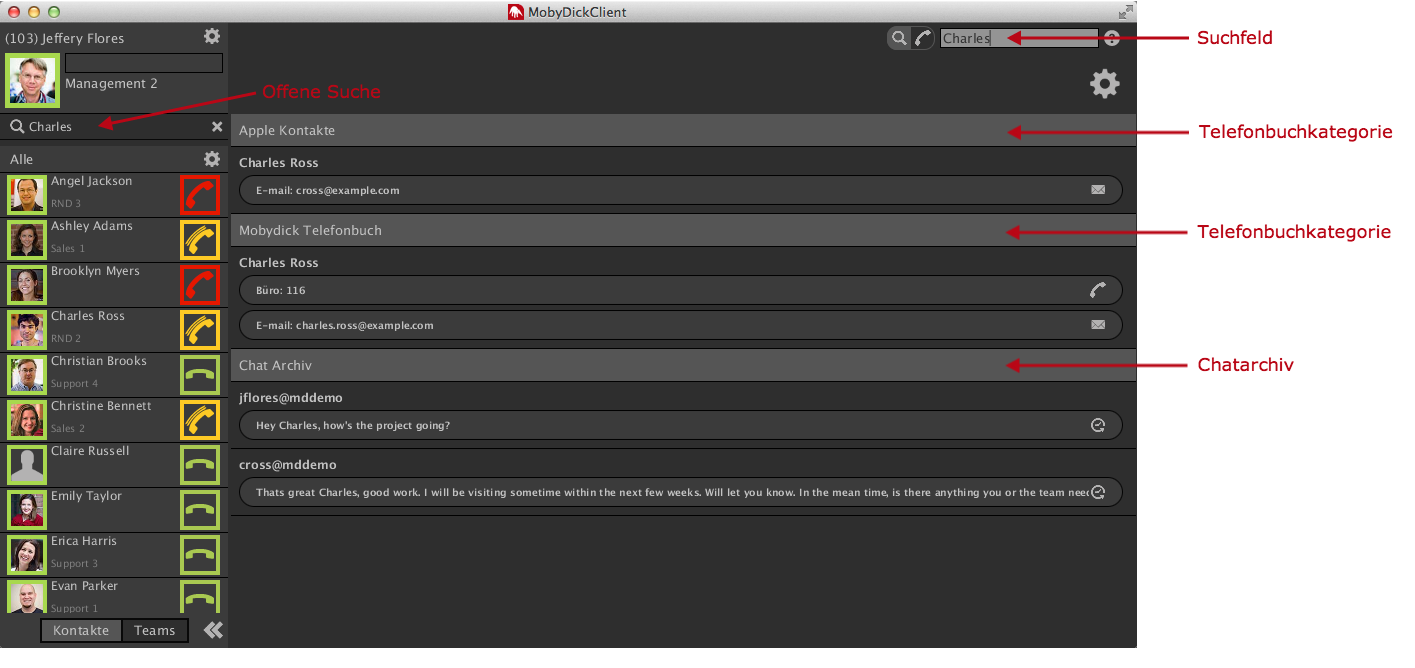 MobyDickClient
(103) Jeffery Flores
Management 2
Offene Suche
Charles
Alle
Angel Jackson
RND 3
Ashley Adams
Sales 1
Brooklyn Myers
Charles Ross
RND 2
Christian Brooks
Support 4
Christine Bennett
Sales 2
Claire Russell
Emily Taylor
Erica Harris
Support 3
Evan Parker
Support 1
Kontakte Teams
Charles ?
Suchfeld
Apple Kontakte
Telefonbuchkategorie
Charles Ross
E-mail: cross@example.com
Mobydick Telefonbuch
Telefonbuchkategorie
Charles Ross
Büro: 116
E-mail: charles.ross@example.com
Chat Archiv
Chatarchiv
jflores@mddemo
Hey Charles, how's the project going?
cross@mddemo
Thats great Charles, good work. I will be visiting sometime within the next few weeks. Will let you know. In the mean time, is there anything you or the team need